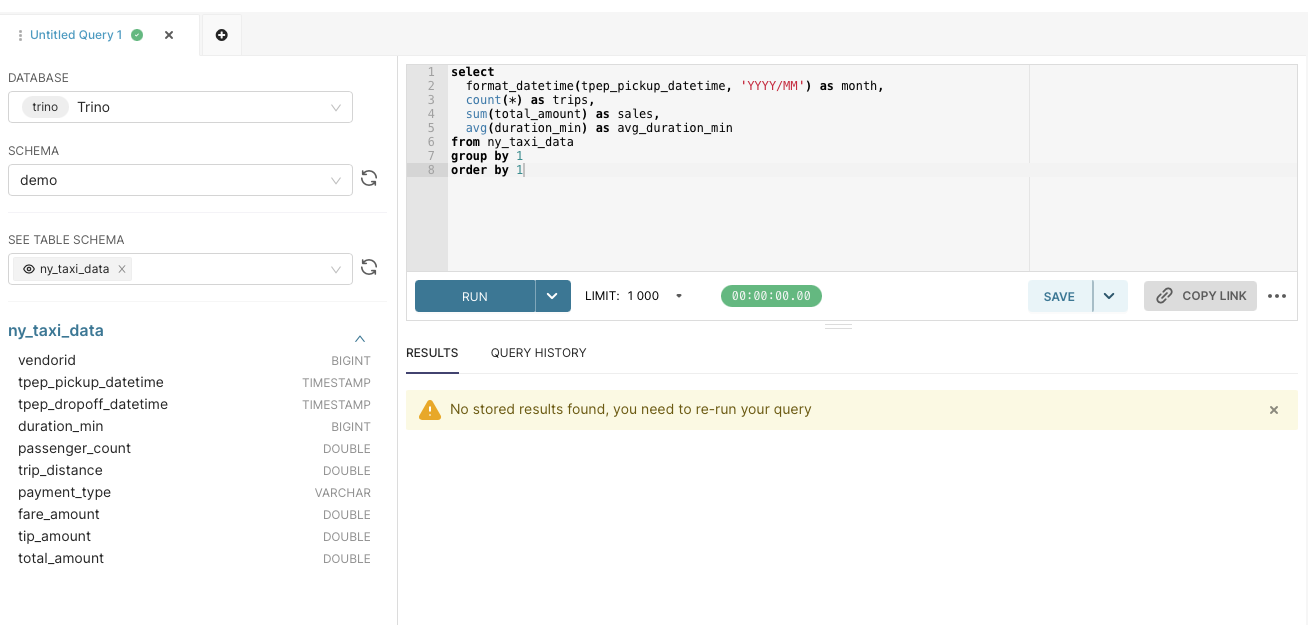 Untitled Query 1
DATABASE
trino Trino
SCHEMA
demo
SEE TABLE SCHEMA
ny_taxi_data
ny_taxi_data
vendorid BIGINT
tpep_pickup_datetime TIMESTAMP
tpep_dropoff_datetime TIMESTAMP
duration_min BIGINT
passenger_count DOUBLE
trip_distance DOUBLE
payment_type VARCHAR
fare_amount DOUBLE
tip_amount DOUBLE
total_amount DOUBLE
1 select
2 format_datetime(tpep_pickup_datetime, 'YYYY/MM') as month,
3 count(*) as trips,
4 sum(total_amount) as sales,
5 avg(duration_min) as avg_duration_min
6 from ny_taxi_data
7 group by 1
8 order by 1
RUN LIMIT: 1 000 00:00:00.00 SAVE COPY LINK
RESULTS QUERY HISTORY
No stored results found, you need to re-run your query